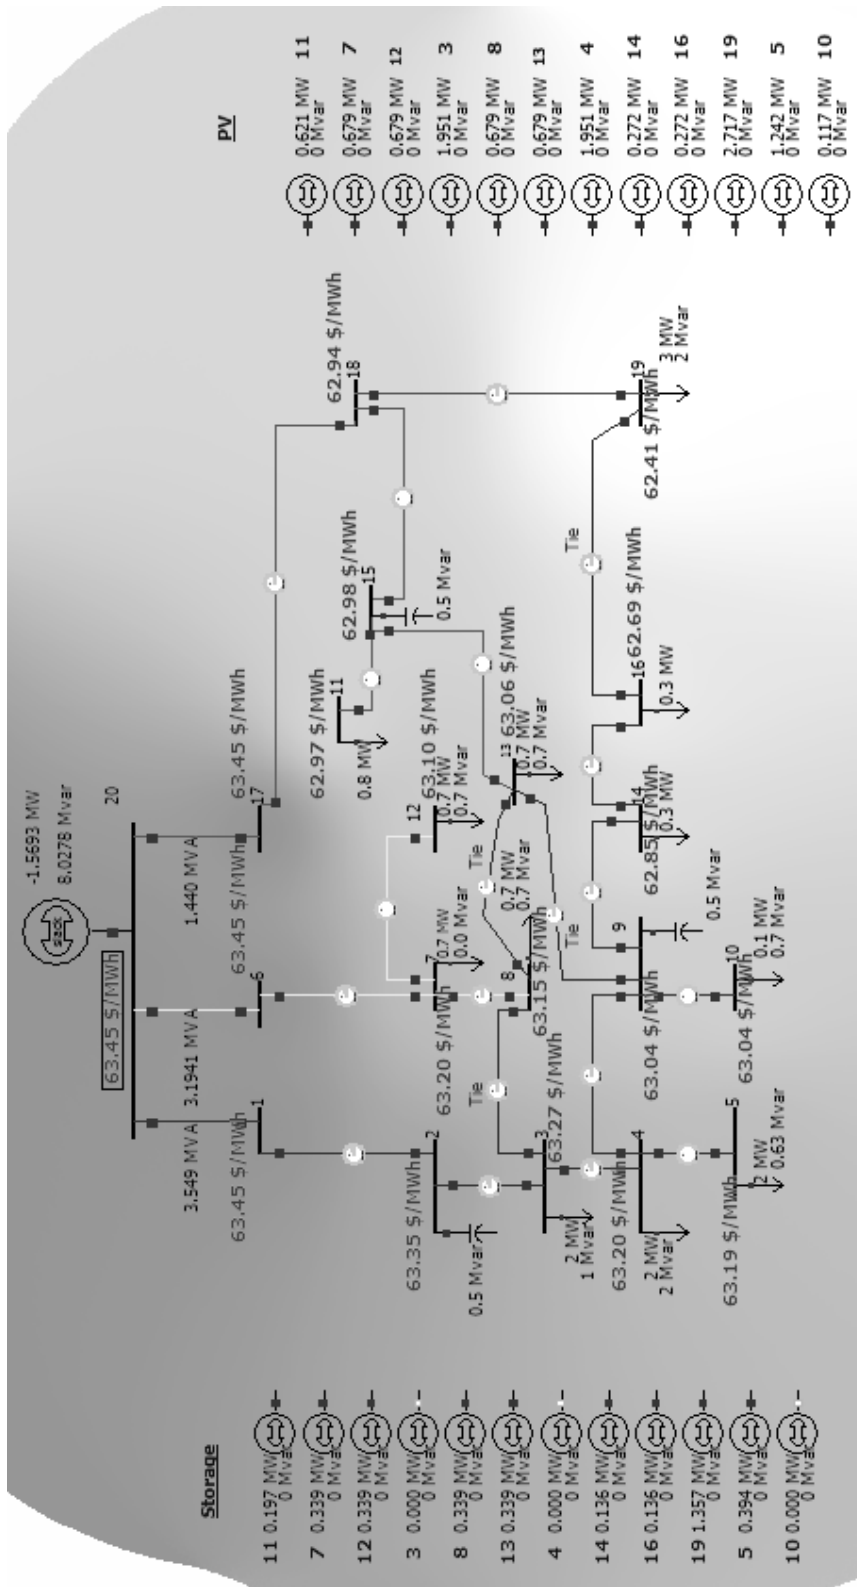 -1.5693 MW
8.0278 Mvar
slack
63.45 $/MWh
20
3.549 MVA
3.1941 MVA
1.440 MVA
63.45 $/MWh
1
63.45 $/MWh
6
63.45 $/MWh
17
62.94 $/MWh
18
62.98 $/MWh
15
0.5 Mvar
62.97 $/MWh
11
0.8 MW
63.10 $/MWh
12
0.7 MW
0.7 Mvar
63.35 $/MWh
2
0.5 Mvar
63.20 $/MWh
7
0.7 MW
0.0 Mvar
Tie
Tie
63.06 $/MWh
13
0.7 MW
0.7 Mvar
63.15 $/MWh
8
0.7 MW
0.7 Mvar
63.27 $/MWh
3
2 MW
1 Mvar
Tie
Tie
63.20 $/MWh
4
2 MW
2 Mvar
63.04 $/MWh
9
0.5 Mvar
62.85 $/MWh
14
0.3 MW
62.69 $/MWh
16
0.3 MW
62.41 $/MWh
19
3 MW
2 Mvar
63.19 $/MWh
5
2 MW
0.63 Mvar
63.04 $/MWh
10
0.1 MW
0.7 Mvar
Storage
11 0.197 MW
0 Mvar
7 0.339 MW
0 Mvar
12 0.339 MW
0 Mvar
3 0.000 MW
0 Mvar
8 0.339 MW
0 Mvar
13 0.339 MW
0 Mvar
4 0.000 MW
0 Mvar
14 0.136 MW
0 Mvar
16 0.136 MW
0 Mvar
19 1.357 MW
0 Mvar
5 0.394 MW
0 Mvar
10 0.000 MW
0 Mvar
PV
0.621 MW 11
0 Mvar
0.679 MW 7
0 Mvar
0.679 MW 12
0 Mvar
1.951 MW 3
0 Mvar
0.679 MW 8
0 Mvar
0.679 MW 13
0 Mvar
1.951 MW 4
0 Mvar
0.272 MW 14
0 Mvar
0.272 MW 16
0 Mvar
2.717 MW 19
0 Mvar
1.242 MW 5
0 Mvar
0.117 MW 10
0 Mvar